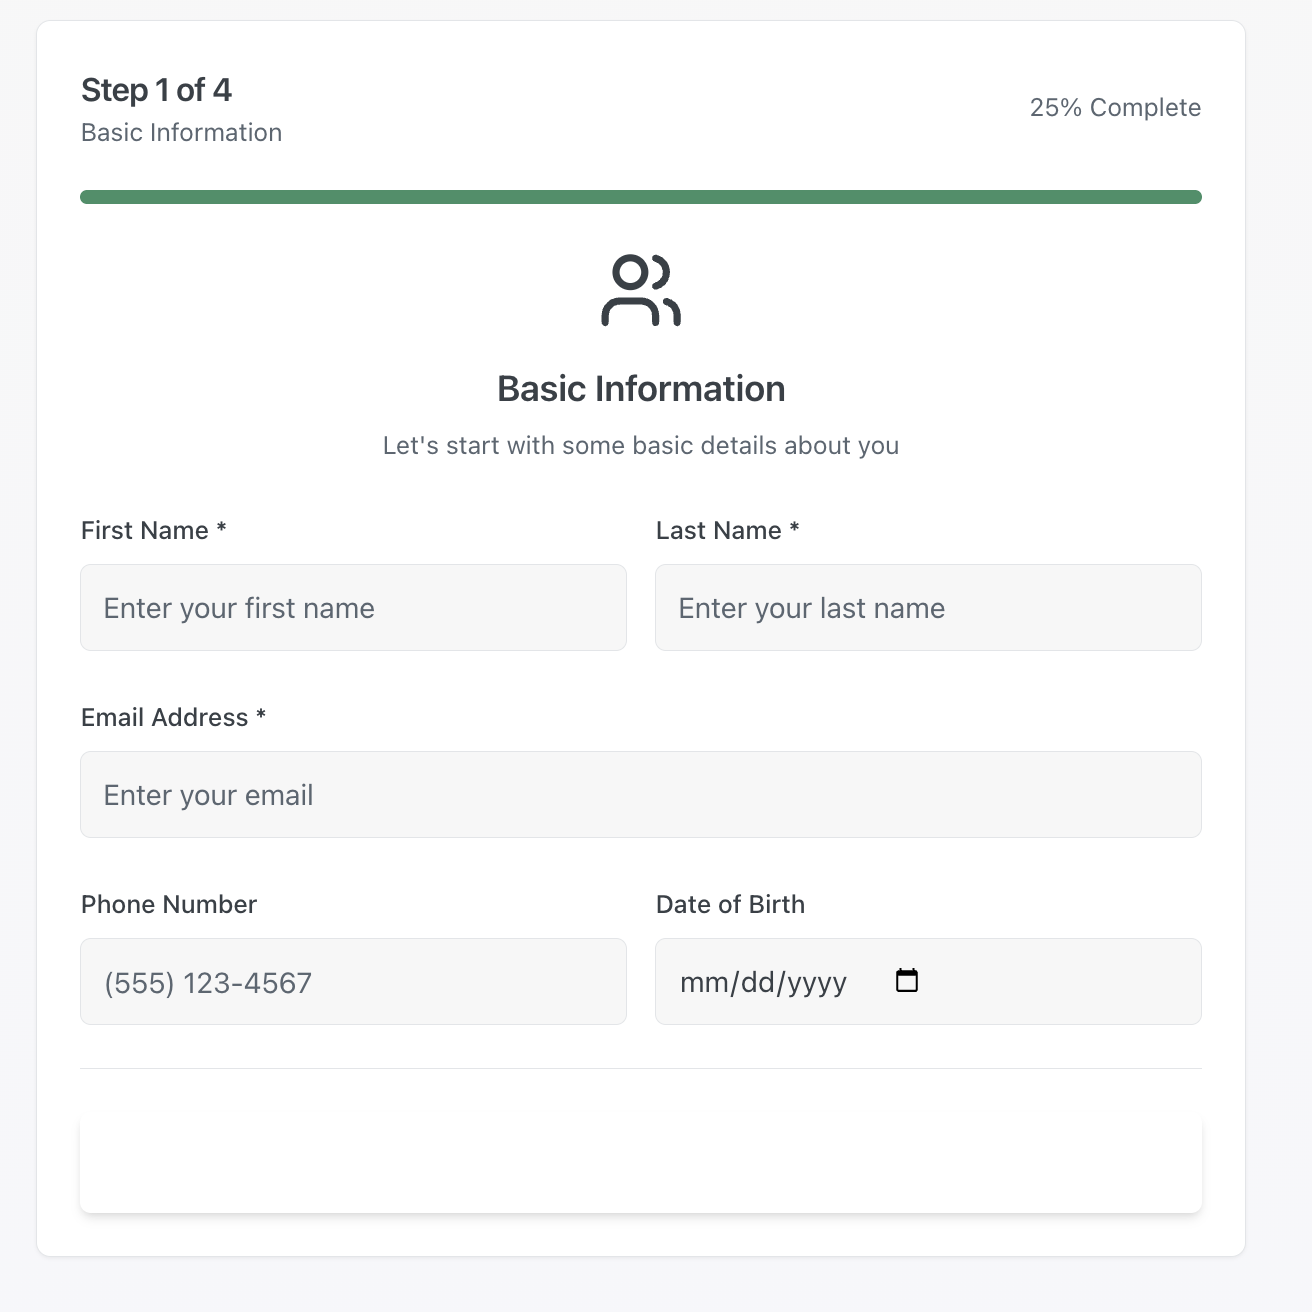 Step 1 of 4
Basic Information
25% Complete
Basic Information
Let's start with some basic details about you
First Name *
Last Name *
Enter your first name
Enter your last name
Email Address *
Enter your email
Phone Number
Date of Birth
(555) 123-4567
mm/dd/yyyy